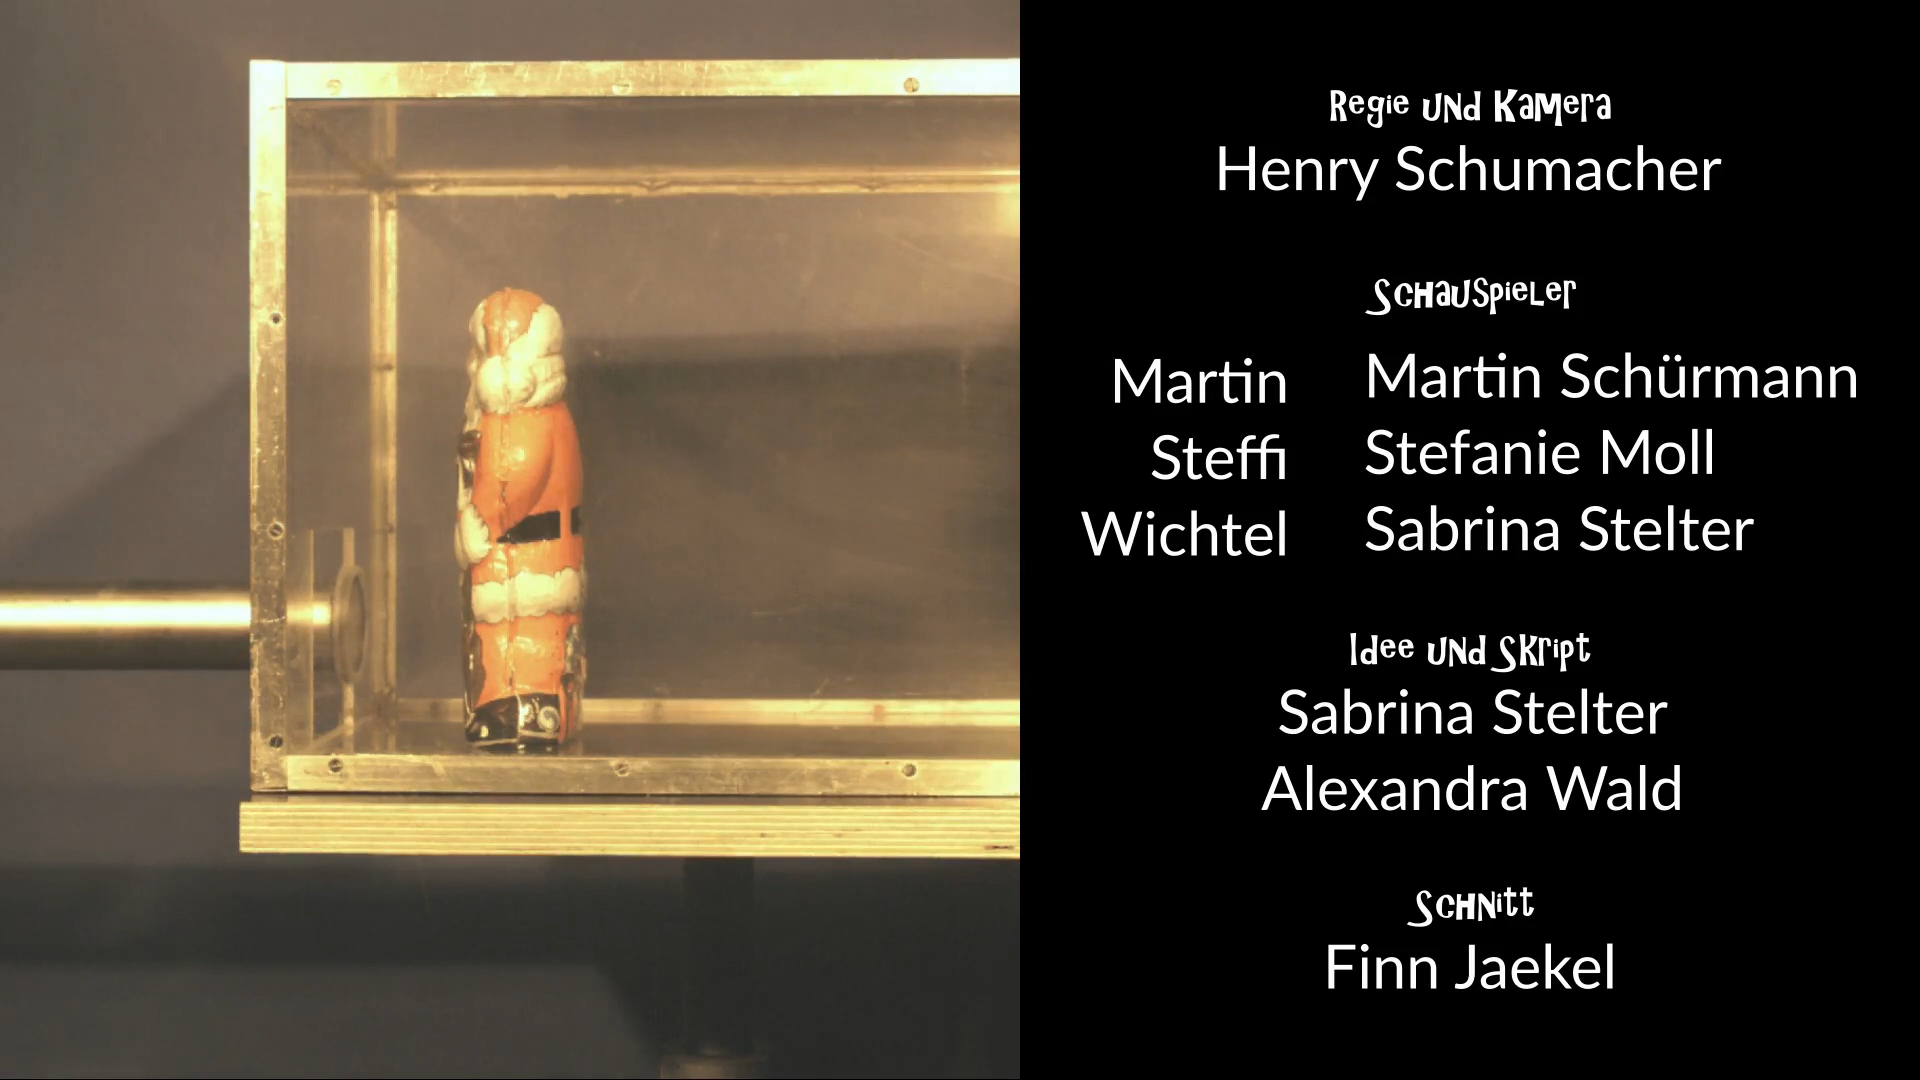 Regie und Kamera
Henry Schumacher
Schauspieler
Martin Martin Schürmann
Steffi Stefanie Moll
Wichtel Sabrina Stelter
Idee und Skript
Sabrina Stelter
Alexandra Wald
Schnitt
Finn Jaekel